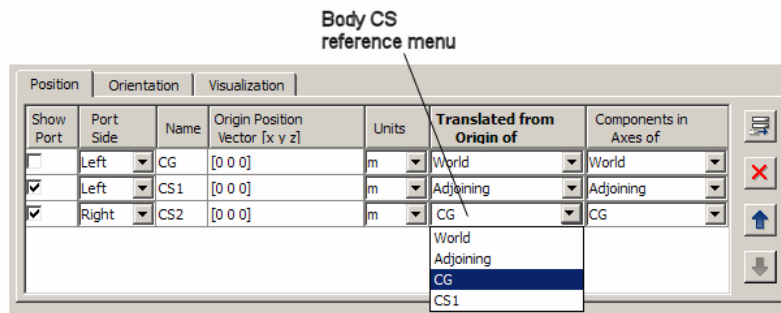 Body CS
reference menu
Position Orientation Visualization
Show Port Name Origin Position Units Translated from Components in
Port Side Vector [x y z] Origin of Axes of
Left CG [0 0 0] m World World
Left CS1 [0 0 0] m Adjoining Adjoining
Right CS2 [0 0 0] m CG CG
World
Adjoining
CG
CS1